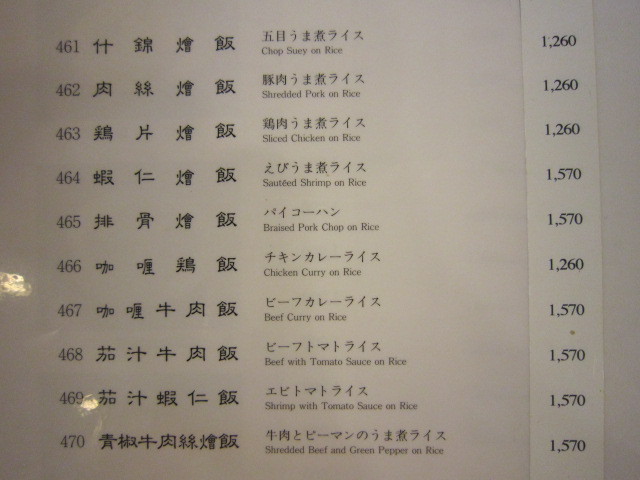 461 什錦燴飯 五目うま煮ライス 1,260
Chop Suey on Rice
462 肉絲燴飯 豚肉うま煮ライス 1,260
Shredded Pork on Rice
463 鶏片燴飯 鶏肉うま煮ライス 1,260
Sliced Chicken on Rice
464 蝦仁燴飯 えびうま煮ライス 1,570
Sautēed Shrimp on Rice
465 排骨燴飯 パイコーハン 1,570
Braised Pork Chop on Rice
466 咖喱鶏飯 チキンカレーライス 1,260
Chicken Curry on Rice
467 咖喱牛肉飯 ビーフカレーライス 1,570
Beef Curry on Rice
468 茄汁牛肉飯 ビーフトマトライス 1,570
Beef with Tomato Sauce on Rice
469 茄汁蝦仁飯 エビトマトライス 1,570
Shrimp with Tomato Sauce on Rice
470 青椒牛肉絲燴飯 牛肉とピーマンのうま煮ライス 1,570
Shredded Beef and Green Pepper on Rice